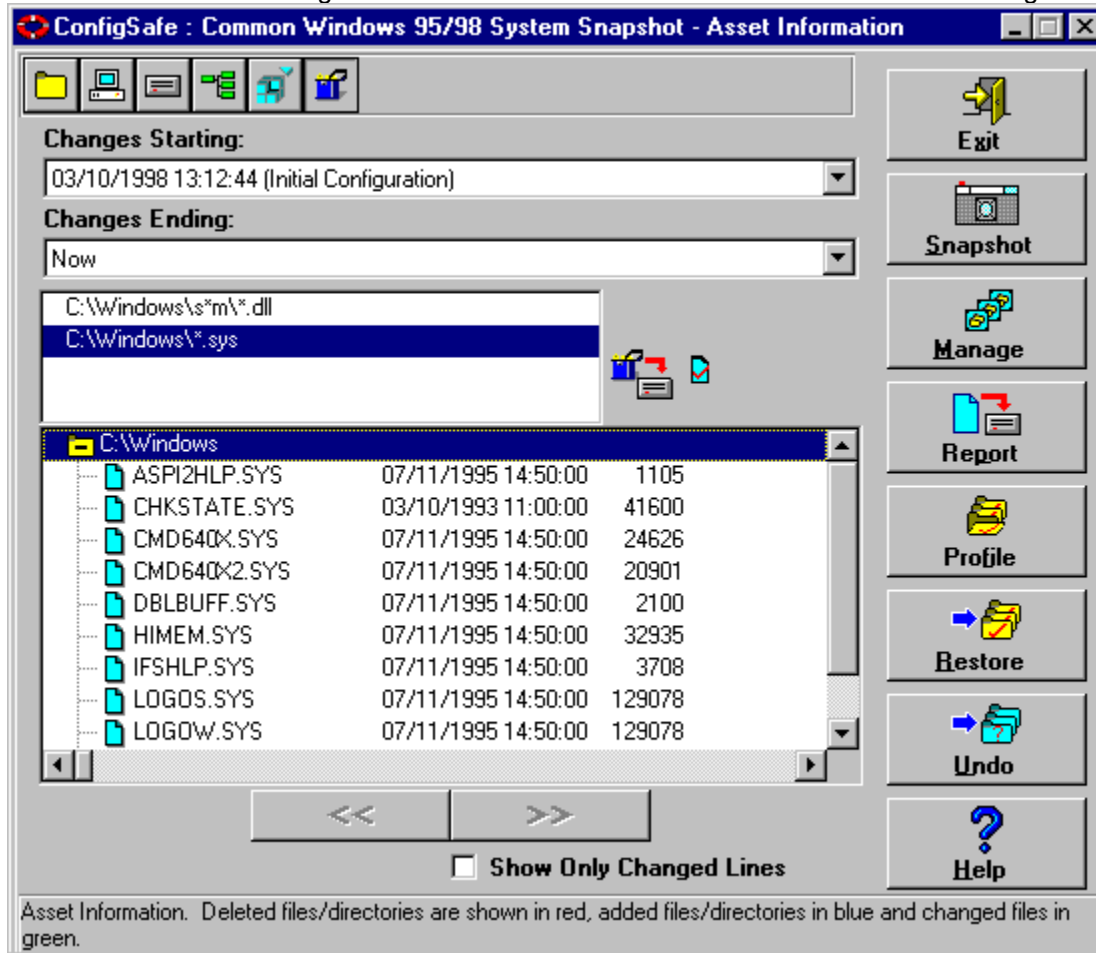 ConfigSafe : Common Windows 95/98 System Snapshot - Asset Information
Changes Starting:
03/10/1998 13:12:44 (Initial Configuration)
Changes Ending:
Now
C:\Windows\s*m\*.dll
C:\Windows\*.sys
C:\Windows
ASPI2HLP.SYS 07/11/1995 14:50:00 1105
CHKSTATE.SYS 03/10/1993 11:00:00 41600
CMD640X.SYS 07/11/1995 14:50:00 24626
CMD640X2.SYS 07/11/1995 14:50:00 20901
DBLBUFF.SYS 07/11/1995 14:50:00 2100
HIMEM.SYS 07/11/1995 14:50:00 32935
IFSHLP.SYS 07/11/1995 14:50:00 3708
LOGOS.SYS 07/11/1995 14:50:00 129078
LOGOW.SYS 07/11/1995 14:50:00 129078
<< >>
Show Only Changed Lines
Exit
Snapshot
Manage
Report
Profile
Restore
Undo
Help
Asset Information. Deleted files/directories are shown in red, added files/directories in blue and changed files in
green.